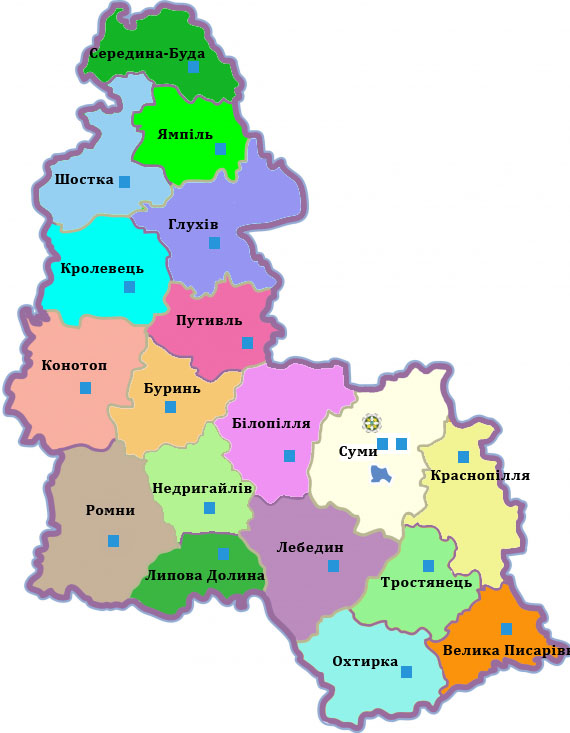 Середина-Буда
Ямпіль
Шостка
Глухів
Кролевець
Путивль
Конотоп
Буринь
Білопілля
Суми
Краснопілля
Недригайлів
Ромни
Лебедин
Липова Долина
Тростянець
Велика Писарівк
Охтирка